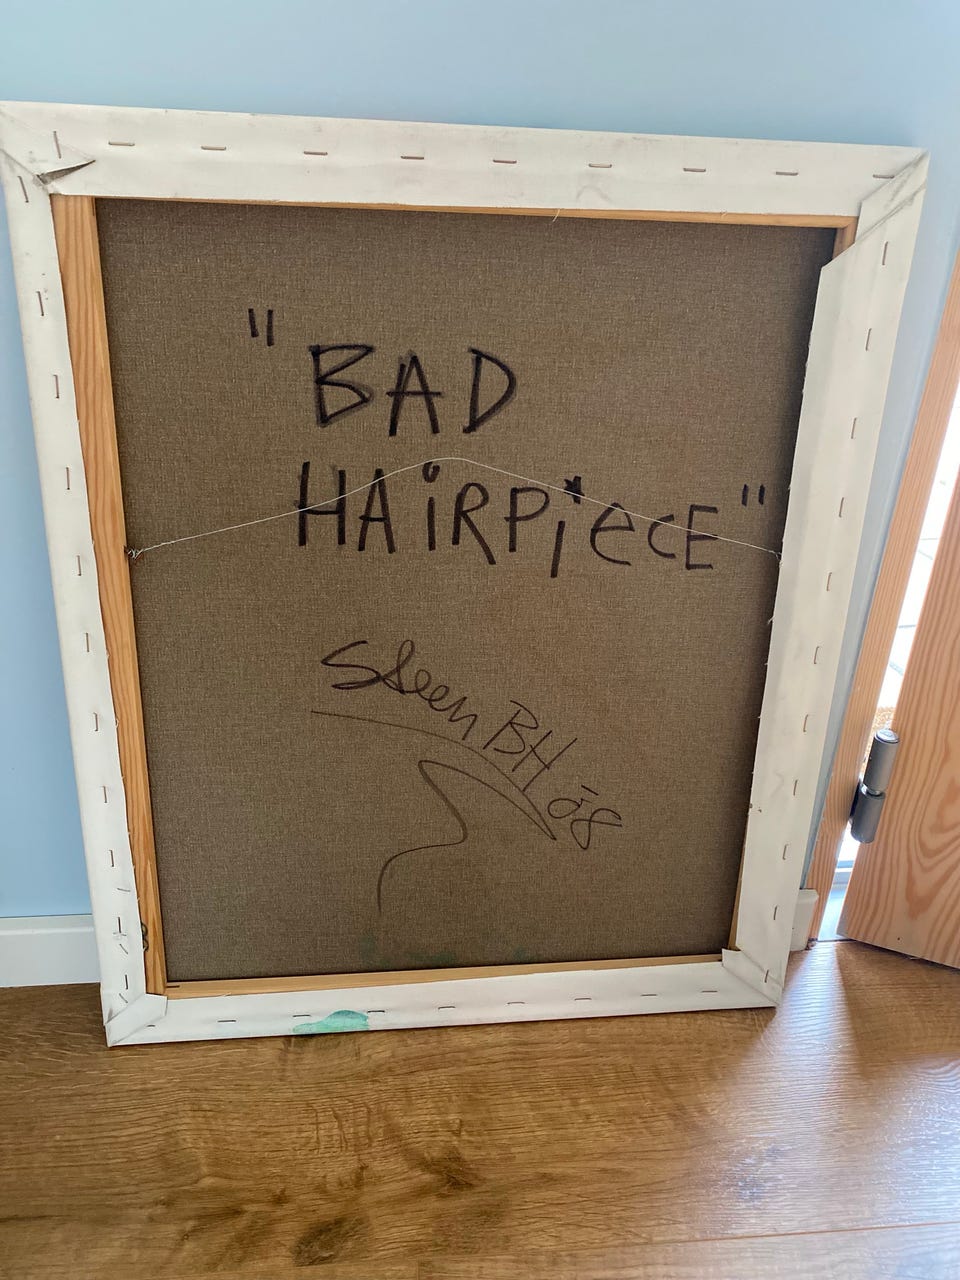 "BAD
HAiRPiECE"
Steen BH '08